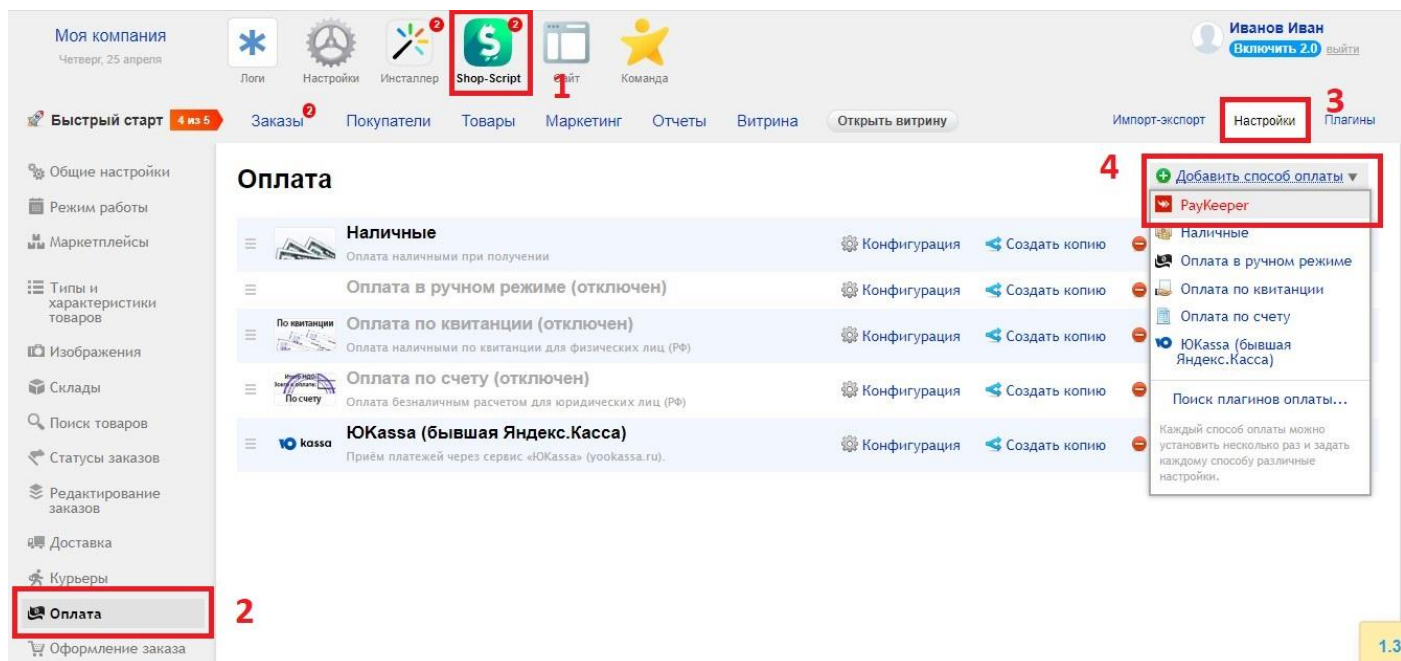 Моя компания
Четверг, 25 апреля
2
2
Логи
Настройки
Инсталлер
Shop-Script
Сайт
Команда
Иванов Иван
Включить 2.0 выйти
1
3
Быстрый старт 4 из 5
Заказы 2
Покупатели
Товары
Маркетинг
Отчеты
Витрина
Открыть витрину
Импорт-экспорт
Настройки
Плагины
Общие настройки
Режим работы
Маркетплейсы
Типы и
характеристики
товаров
Изображения
Склады
Поиск товаров
Статусы заказов
Редактирование
заказов
Доставка
Курьеры
Оплата
Оформление заказа
2
Оплата
4
Добавить способ оплаты ▼
Наличные
Оплата наличными при получении
Конфигурация
Создать копию
Оплата в ручном режиме (отключен)
Конфигурация
Создать копию
По квитанции
Оплата по квитанции (отключен)
Оплата наличными по квитанции для физических лиц (РФ)
Конфигурация
Создать копию
По счету
Оплата по счету (отключен)
Оплата безналичным расчетом для юридических лиц (РФ)
Конфигурация
Создать копию
Ю kassa
ЮKassa (бывшая Яндекс.Касса)
Приём платежей через сервис «ЮKassa» (yookassa.ru).
Конфигурация
Создать копию
PayKeeper
Наличные
Оплата в ручном режиме
Оплата по квитанции
Оплата по счету
ЮKassa (бывшая
Яндекс.Касса)
Поиск плагинов оплаты...
Каждый способ оплаты можно
установить несколько раз и задать
каждому способу различные
настройки.
1.3